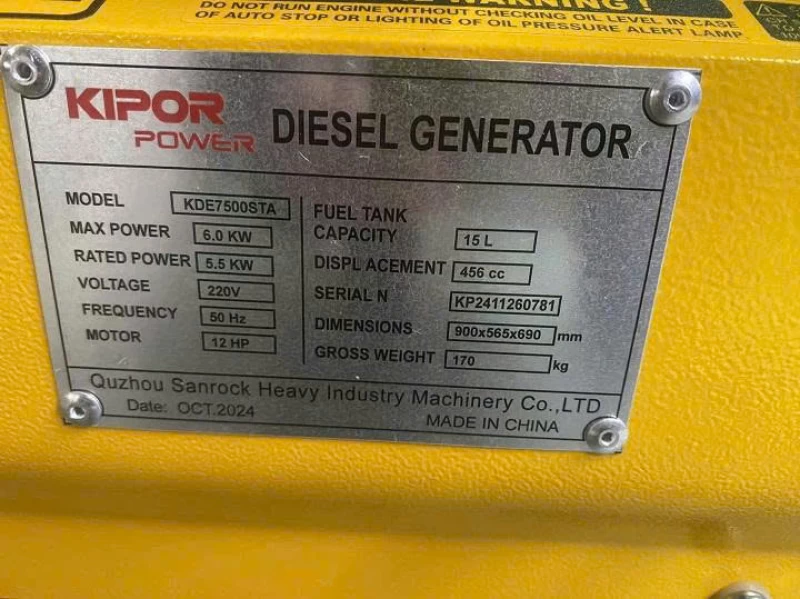 WARNING !
DO NOT RUN ENGINE WITHOUT CHECKING OIL LEVEL IN CASE
OF AUTO STOP OR LIGHTING OF OIL PRESSURE ALERT LAMP
KIPOR
POWER
DIESEL GENERATOR
MODEL KDE7500STA
MAX POWER 6.0 KW
RATED POWER 5.5 KW
VOLTAGE 220V
FREQUENCY 50 Hz
MOTOR 12 HP
FUEL TANK
CAPACITY 15 L
DISPL ACEMENT 456 cc
SERIAL N KP2411260781
DIMENSIONS 900x565x690 mm
GROSS WEIGHT 170 kg
Quzhou Sanrock Heavy Industry Machinery Co.,LTD
Date: OCT.2024
MADE IN CHINA